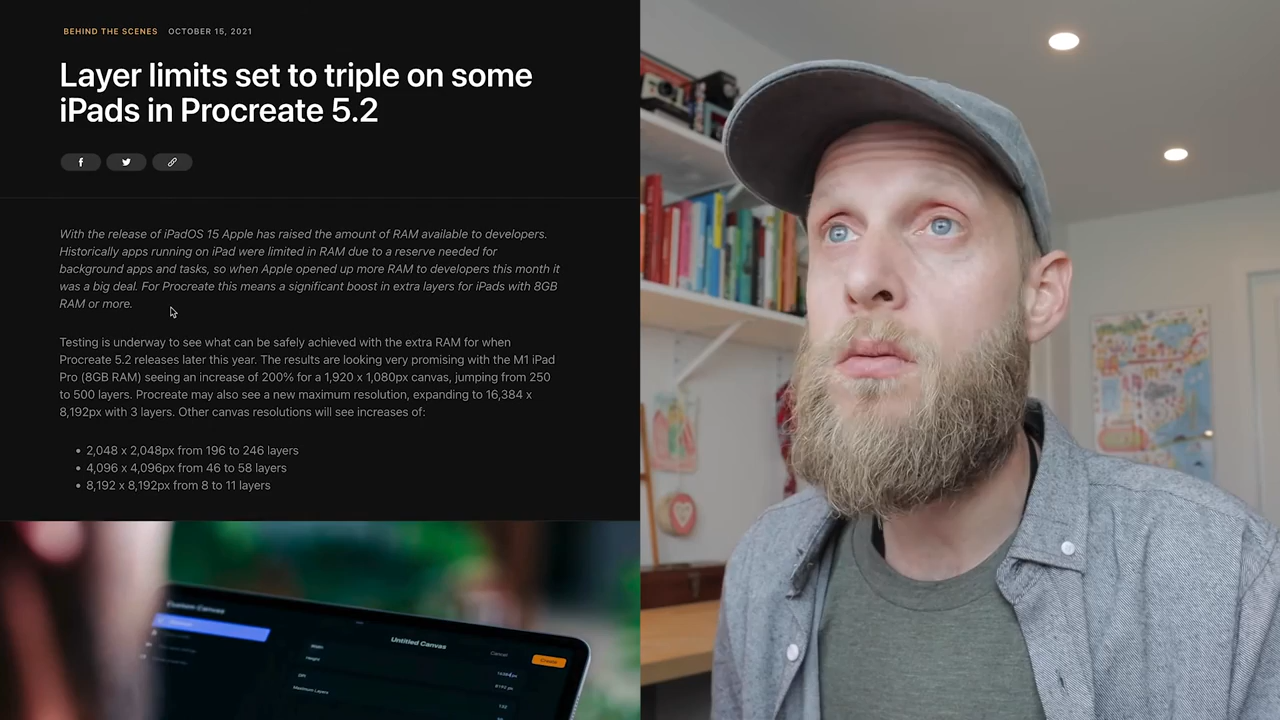 BEHIND THE SCENES OCTOBER 15, 2021
Layer limits set to triple on some
iPads in Procreate 5.2
With the release of iPadOS 15 Apple has raised the amount of RAM available to developers.
Historically apps running on iPad were limited in RAM due to a reserve needed for
background apps and tasks, so when Apple opened up more RAM to developers this month it
was a big deal. For Procreate this means a significant boost in extra layers for iPads with 8GB
RAM or more.
Testing is underway to see what can be safely achieved with the extra RAM for when
Procreate 5.2 releases later this year. The results are looking very promising with the M1 iPad
Pro (8GB RAM) seeing an increase of 200% for a 1,920 x 1,080px canvas, jumping from 250
to 500 layers. Procreate may also see a new maximum resolution, expanding to 16,384 x
8,192px with 3 layers. Other canvas resolutions will see increases of:
• 2,048 x 2,048px from 196 to 246 layers
• 4,096 x 4,096px from 46 to 58 layers
• 8,192 x 8,192px from 8 to 11 layers
Custom Canvas
Untitled Canvas
Cancel
Create
Width
Height
DPI
8192 px
Maximum Layers
132